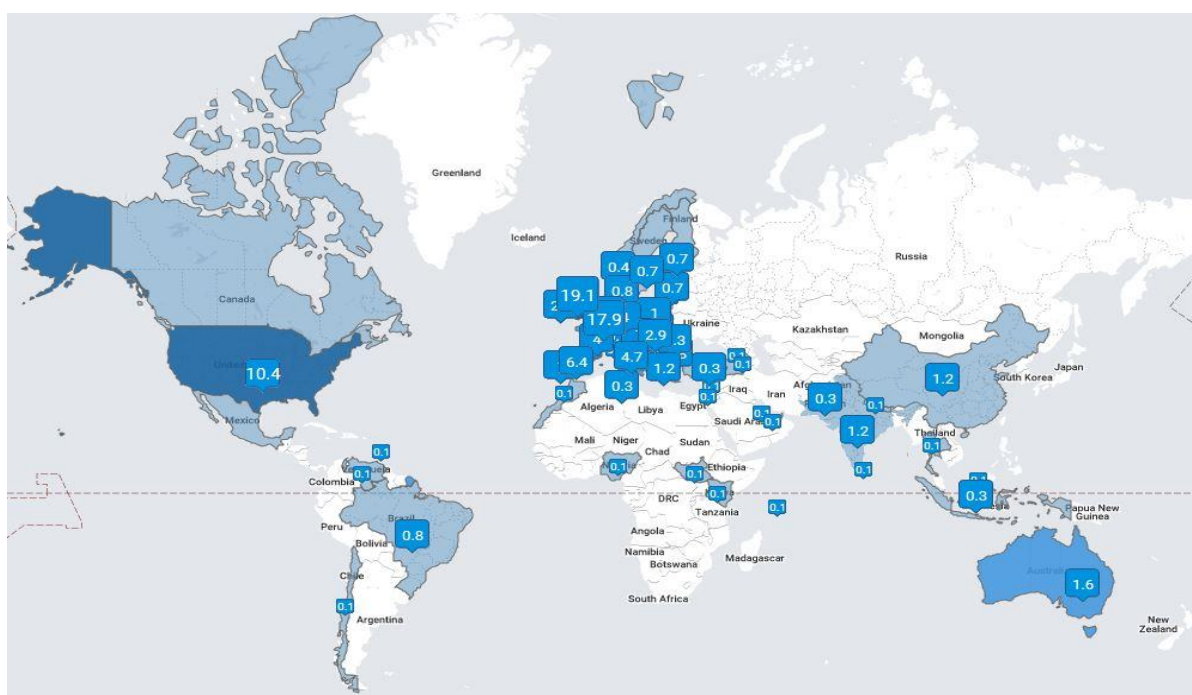 Greenland
Iceland
Finland
Sweden
Russia
Canada
0.4
0.7
0.7
0.8
0.7
19.1
17.9
1
2.9
Ukraine
Kazakhstan
Mongolia
6.4
4.7
1.2
0.3
0.1
0.1
0.3
0.1
0.1
0.1
10.4
1.2
South Korea
Japan
Mexico
Algeria
Libya
Egypt
Iraq
Iran
0.3
0.1
0.1
0.1
1.2
Mali
Niger
Chad
Sudan
Thailand
0.1
0.1
0.1
0.1
Colombia
0.1
0.1
Ethiopia
0.1
0.1
0.3
DRC
Tanzania
0.1
Papua New
Guinea
Peru
Brazil
0.8
Bolivia
Angola
Namibia
Botswana
Madagascar
South Africa
Chile
0.1
Argentina
1.6
New
Zealand